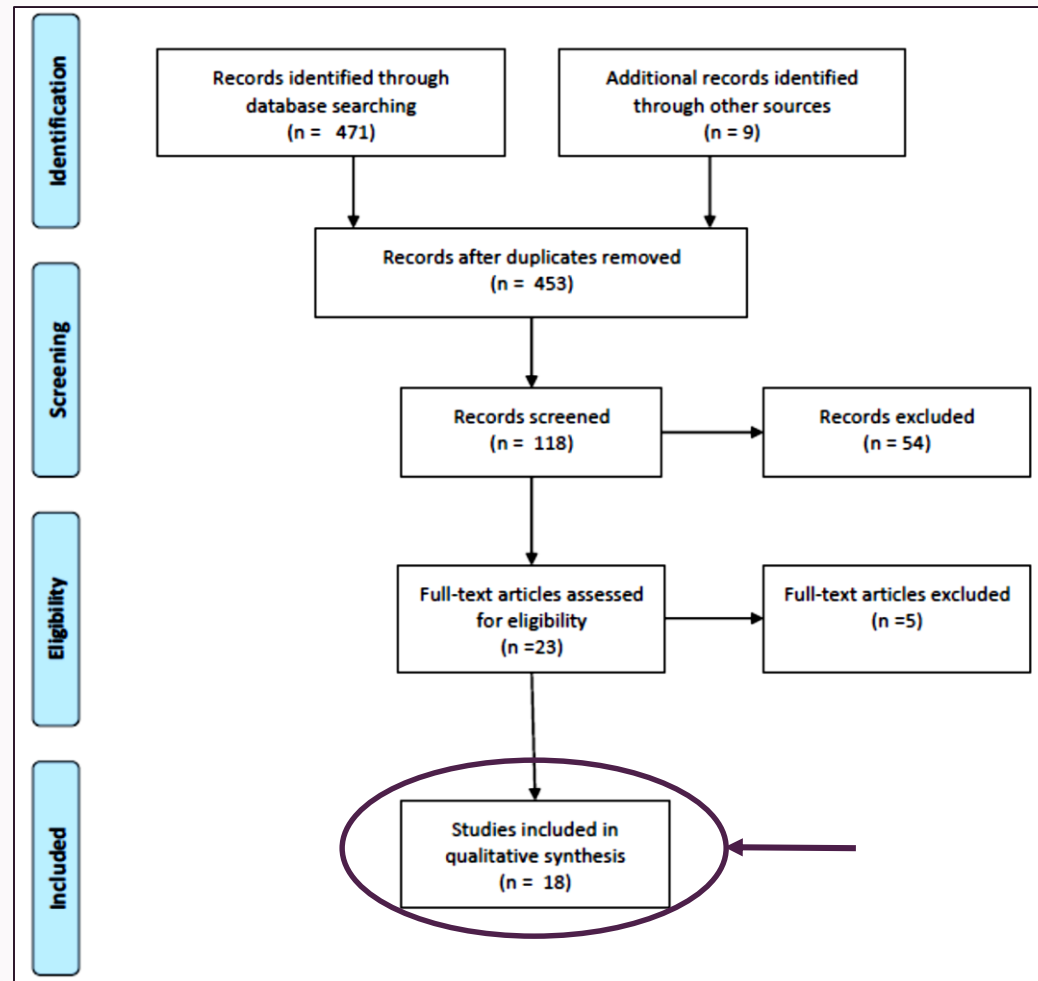 Identification
Records identified through
database searching
(n = 471)
Additional records identified
through other sources
(n = 9)
Records after duplicates removed
(n = 453)
Screening
Records screened
(n = 118)
Records excluded
(n = 54)
Eligibility
Full-text articles assessed
for eligibility
(n =23)
Full-text articles excluded
(n =5)
Included
Studies included in
qualitative synthesis
(n = 18)